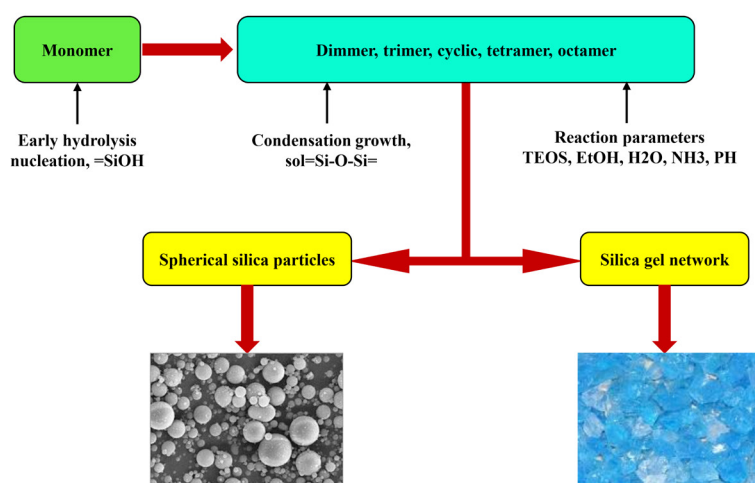 Monomer
Dimmer, trimer, cyclic, tetramer, octamer
Early hydrolysis
nucleation, =SiOH
Condensation growth,
sol=Si-O-Si=
Reaction parameters
TEOS, EtOH, H2O, NH3, PH
Spherical silica particles
Silica gel network